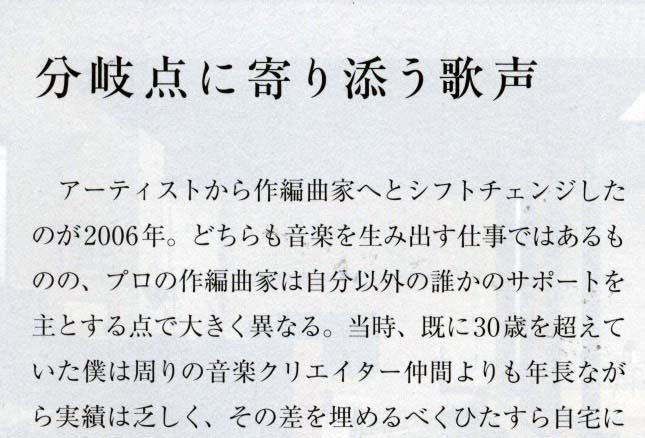 分岐点に寄り添う歌声
アーティストから作編曲家へとシフトチェンジした
のが2006年。どちらも音楽を生み出す仕事ではあるも
のの、プロの作編曲家は自分以外の誰かのサポートを
主とする点で大きく異なる。当時、既に30歳を超えて
いた僕は周りの音楽クリエイター仲間よりも年長なが
ら実績は乏しく、その差を埋めるべくひたすら自宅に